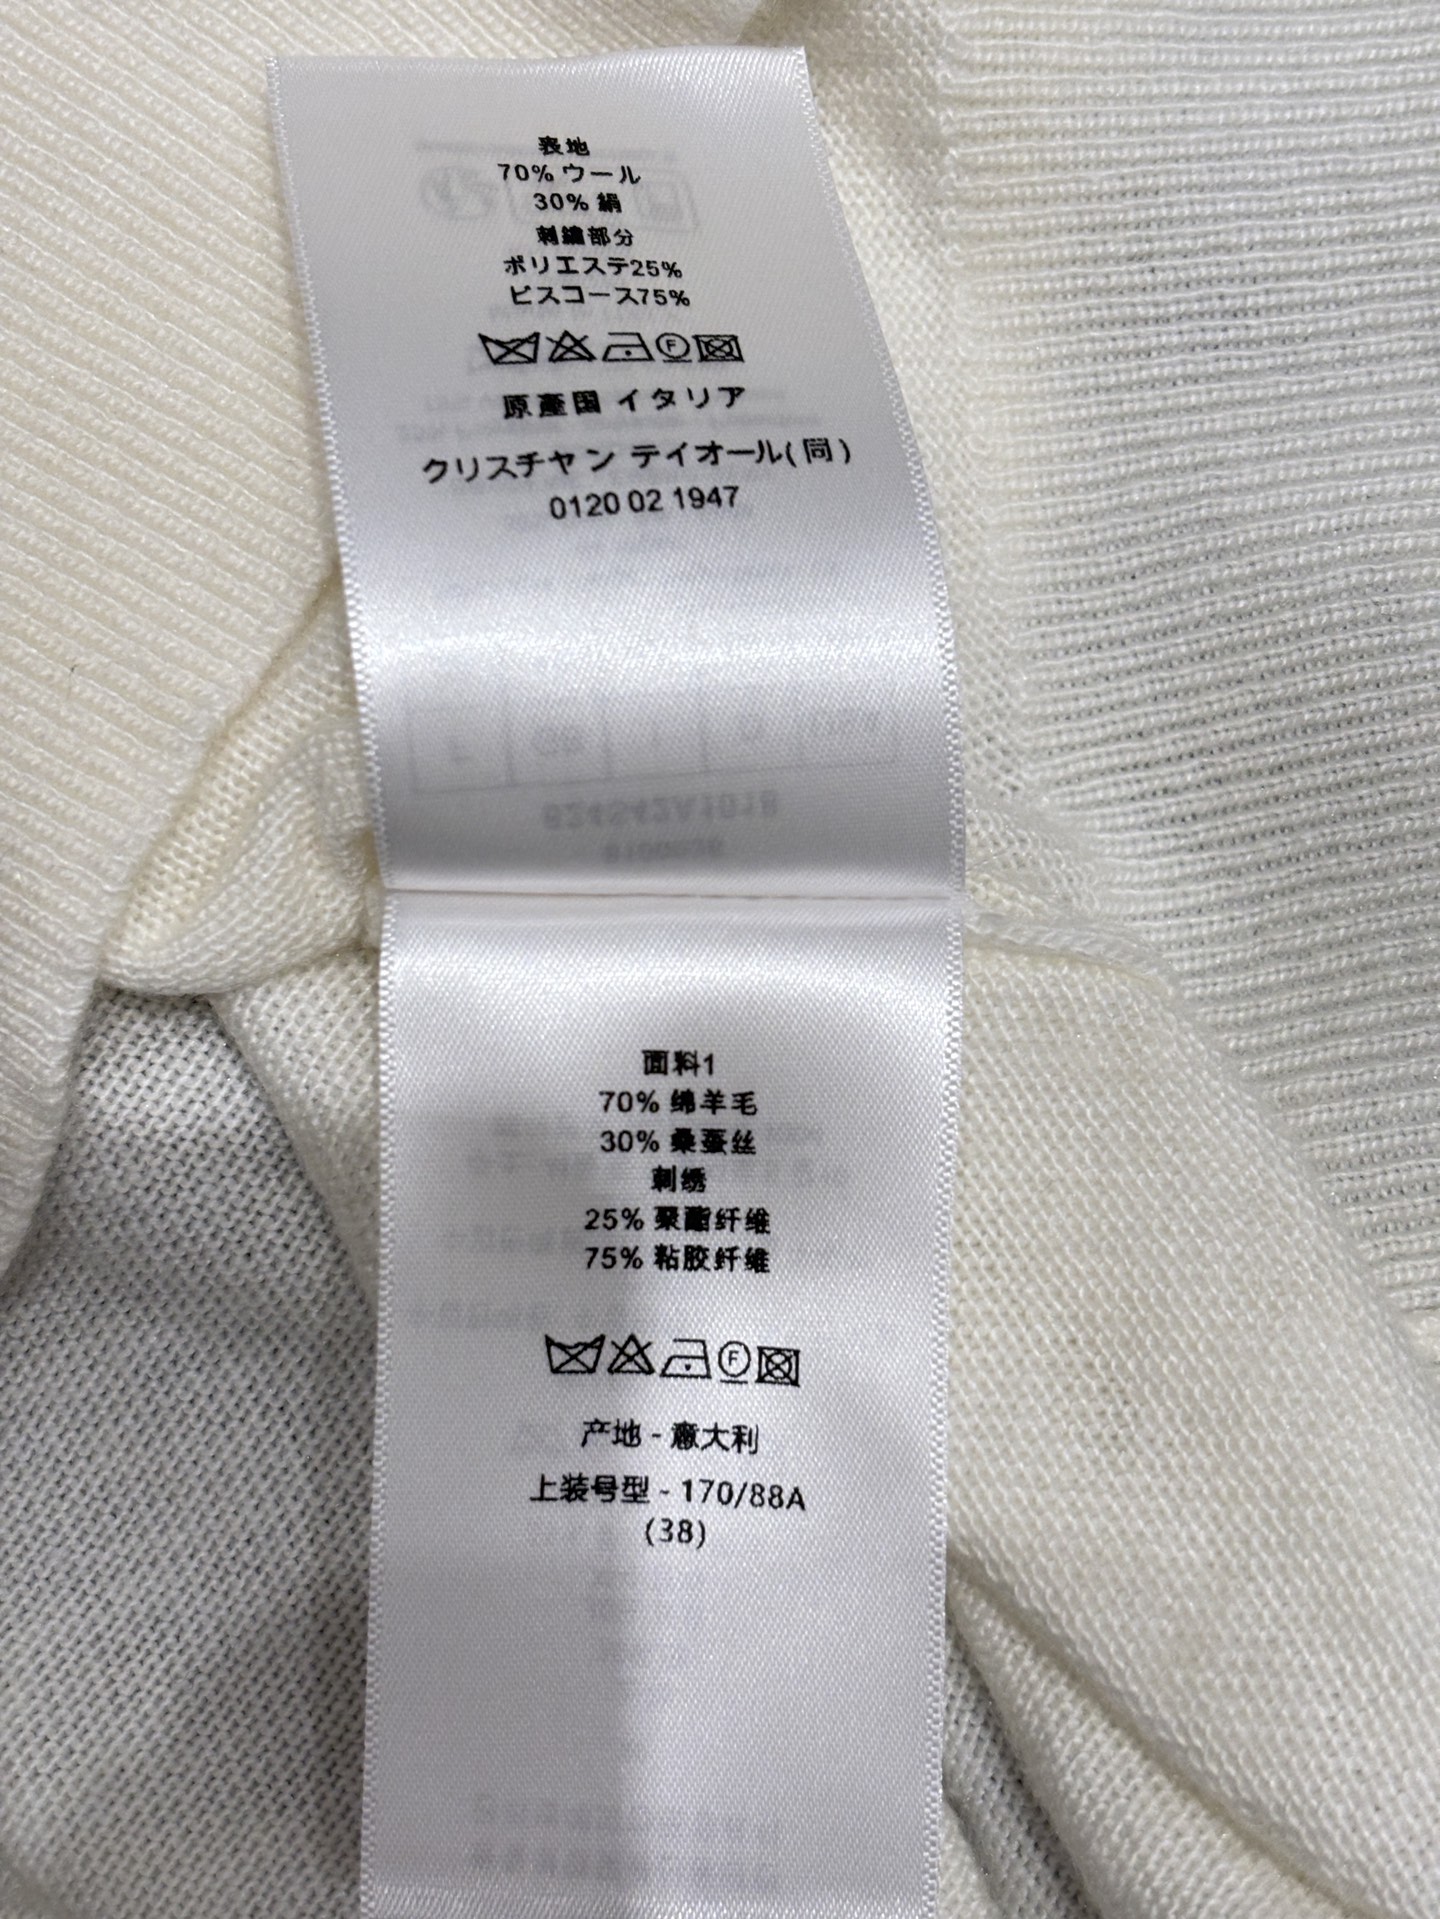 表地
70% ウール
30% 絹
刺繍部分
ポリエステ25%
ビスコース75%
F
原産国 イタリア
クリスチャン デイオール(同)
0120 02 1947
面料1
70% 绵羊毛
30% 桑蚕丝
刺绣
25% 聚酯纤维
75% 粘胶纤维
F
产地 - 意大利
上装号型 - 170/88A
(38)